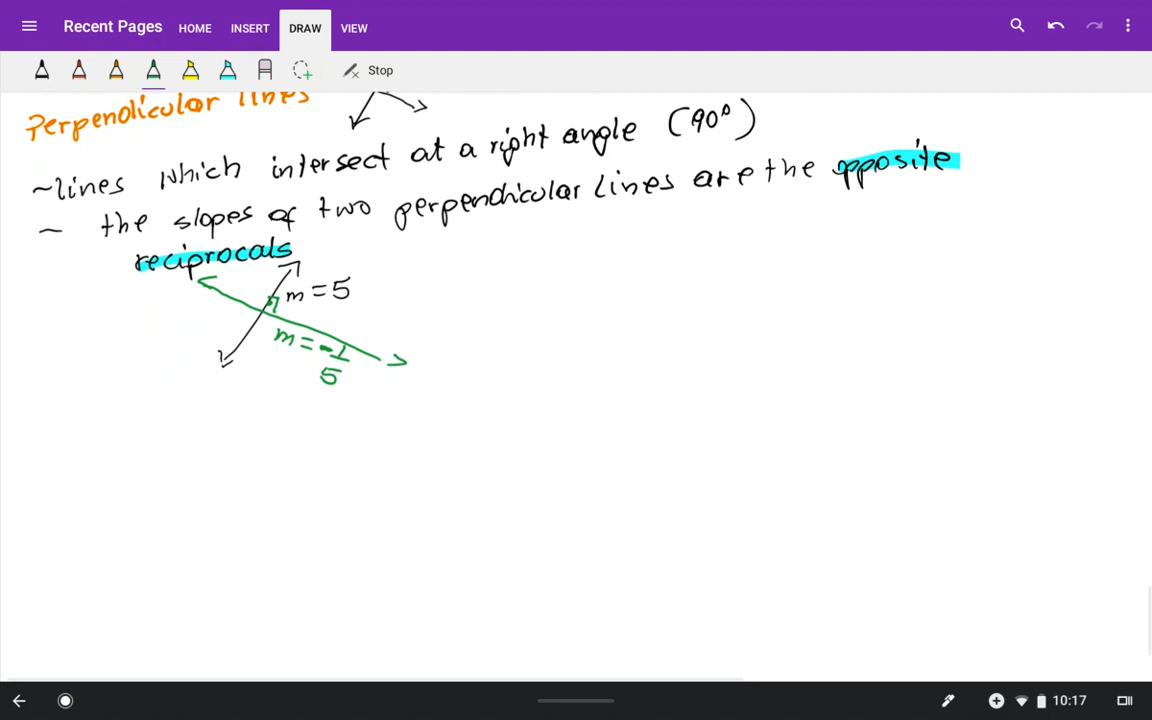 Recent Pages HOME INSERT DRAW VIEW
Stop
Perpendicular lines
~lines which intersect at a right angle (90°)
~ the slopes of two perpendicular lines are the opposite
reciprocals
m = 5
m = -1
5
10:17